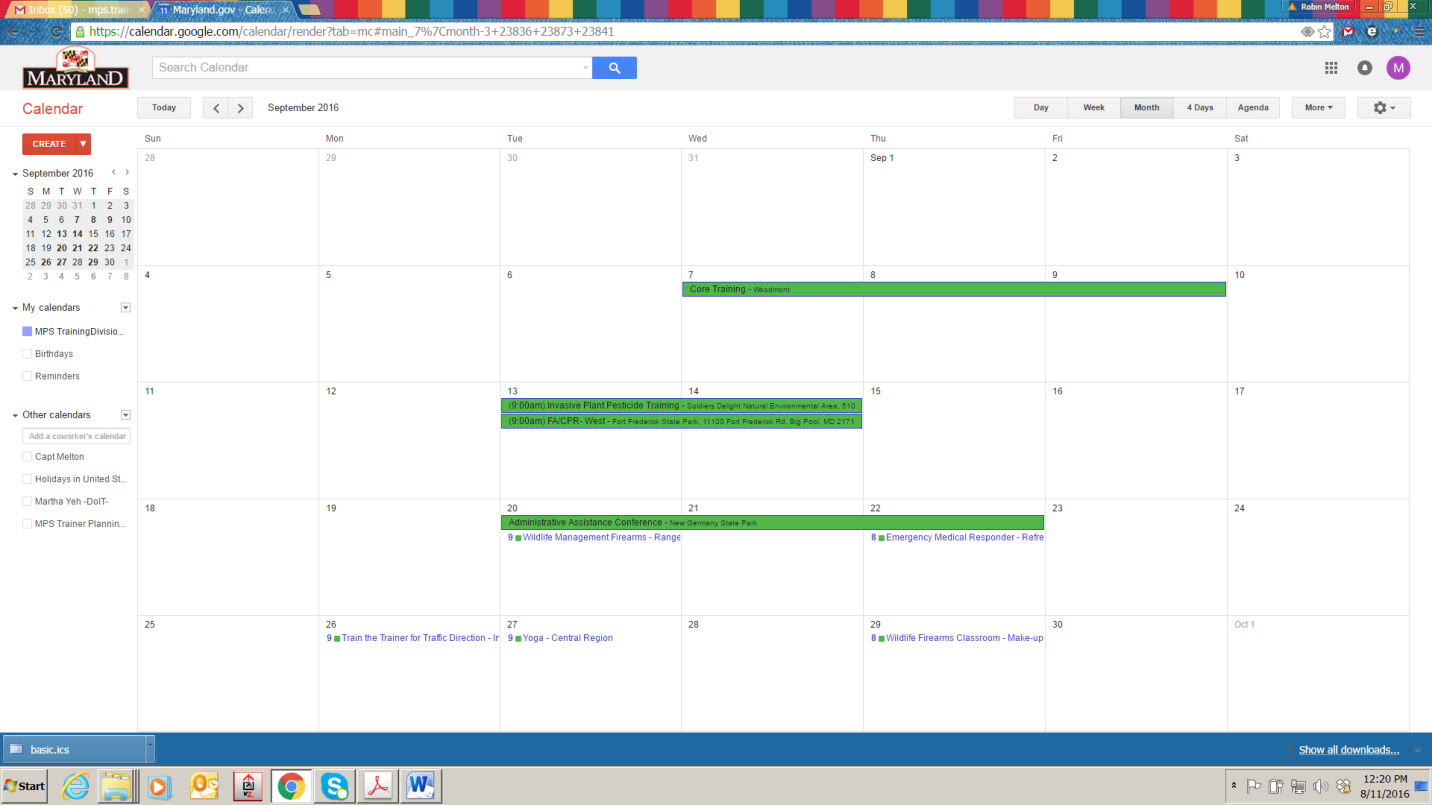 Inbox (50) - mps.trai
Maryland.gov - Calend
Robin Melton
https://calendar.google.com/calendar/render?tab=mc#main_7%7Cmonth-3+23836+23873+23841
MARYLAND
Search Calendar
M
Calendar
Today
September 2016
Day Week Month 4 Days Agenda
More
CREATE
September 2016
S M T W T F S
28 29 30 31 1 2 3
4 5 6 7 8 9 10
11 12 13 14 15 16 17
18 19 20 21 22 23 24
25 26 27 28 29 30 1
2 3 4 5 6 7 8
My calendars
MPS TrainingDivisio...
Birthdays
Reminders
Other calendars
Add a coworker's calendar
Capt Melton
Holidays in United St...
Martha Yeh -DoIT-
MPS Trainer Plannin...
Sun Mon Tue Wed Thu Fri Sat
28 29 30 31 Sep 1 2 3
4 5 6 7 8 9 10
Core Training - Woodmont
11 12 13 14 15 16 17
(9:00am) Invasive Plant Pesticide Training - Soldiers Delight Natural Environmental Area, 510
(9:00am) FA/CPR- West - Fort Frederick State Park, 11100 Fort Frederick Rd, Big Pool, MD 2171
18 19 20 21 22 23 24
Administrative Assistance Conference - New Germany State Park
9 Wildlife Management Firearms - Range
8 Emergency Medical Responder - Refre
25 26 27 28 29 30 Oct 1
9 Train the Trainer for Traffic Direction - In
9 Yoga - Central Region
8 Wildlife Firearms Classroom - Make-up
basic.ics
Show all downloads...
Start
12:20 PM
8/11/2016